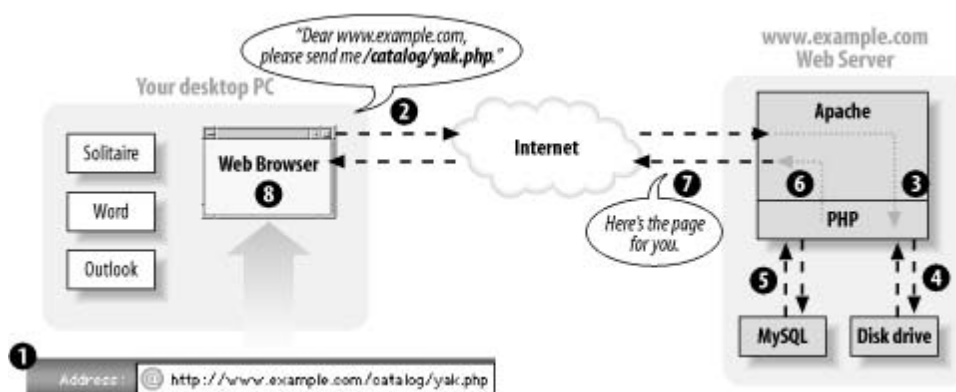 "Dear www.example.com,
please send me /catalog/yak.php."
www.example.com
Web Server
Your desktop PC
2
Apache
Solitaire
Web Browser
Internet
8
7
6
3
Word
Here's the page
for you.
PHP
Outlook
5
4
MySQL
Disk drive
1
Address:
@ http://www.example.com/catalog/yak.php